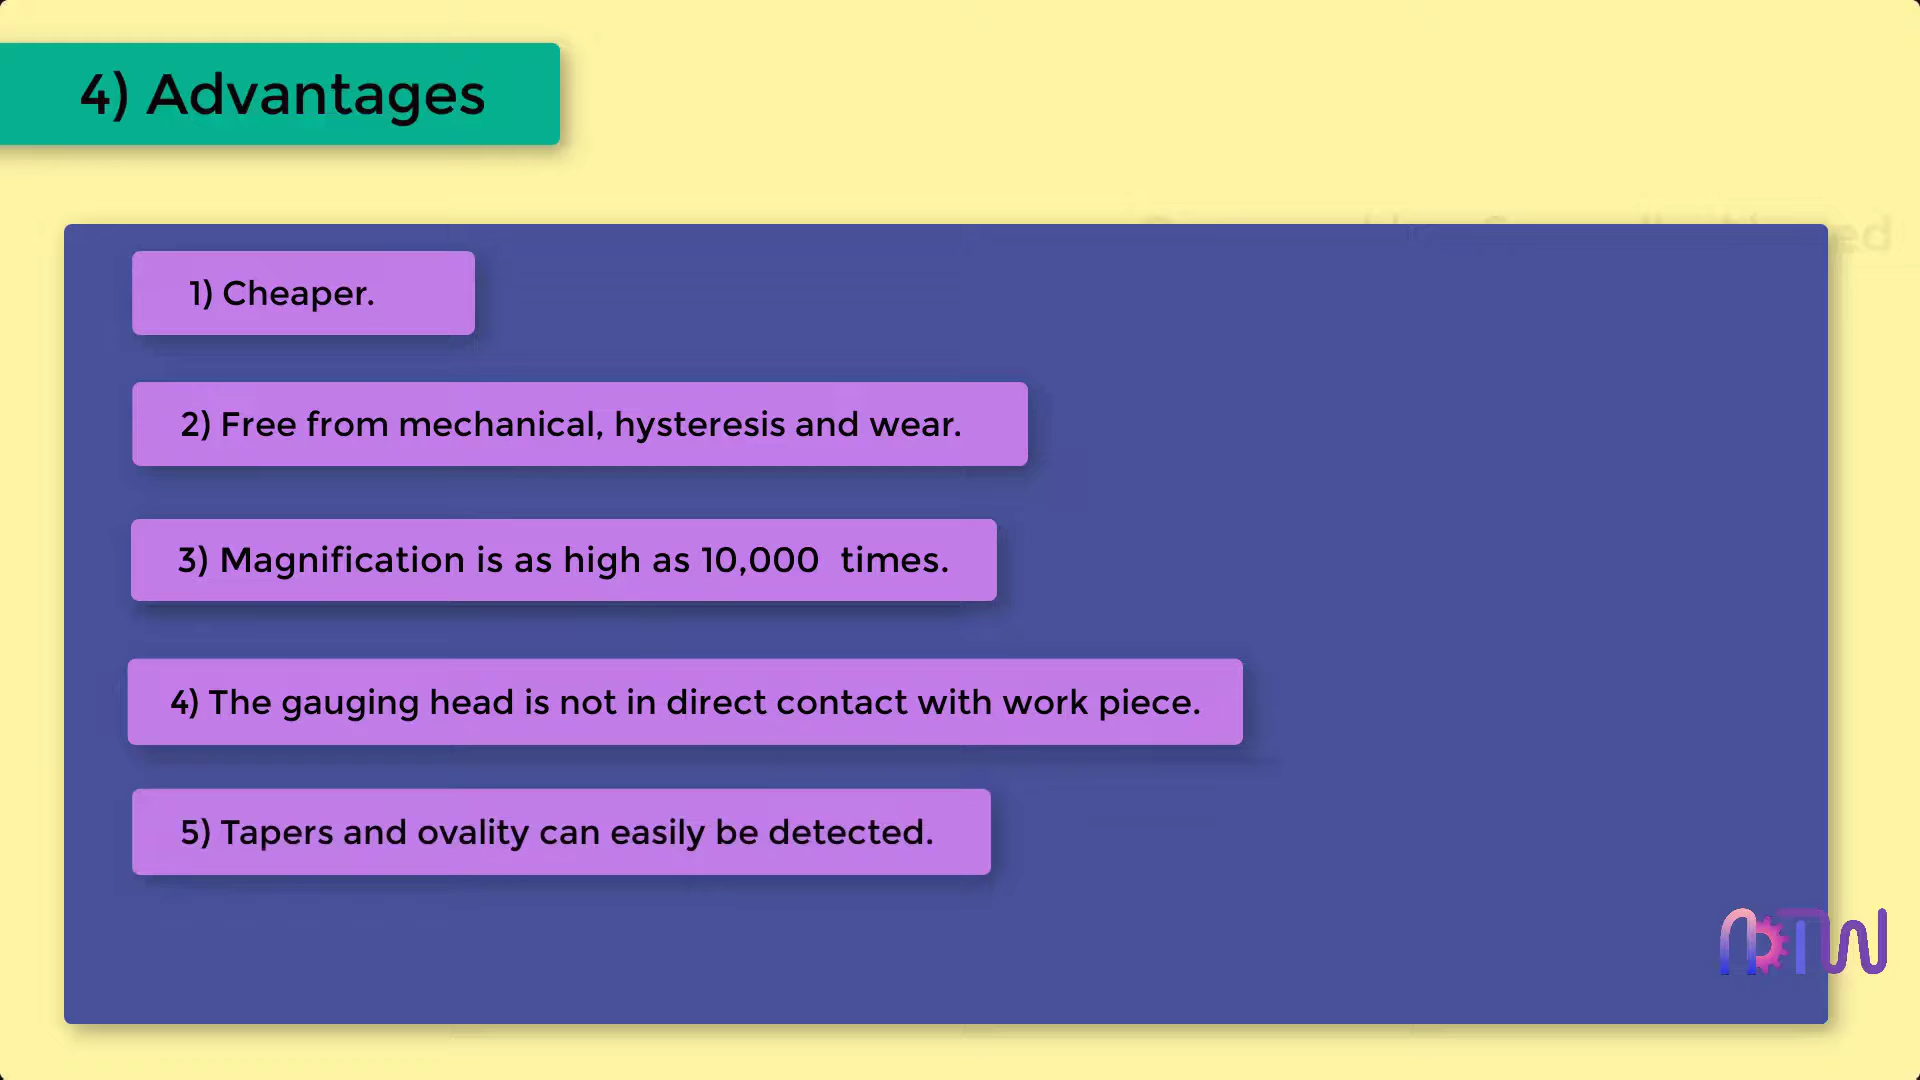 4) Advantages
1) Cheaper.
2) Free from mechanical, hysteresis and wear.
3) Magnification is as high as 10,000 times.
4) The gauging head is not in direct contact with work piece.
5) Tapers and ovality can easily be detected.